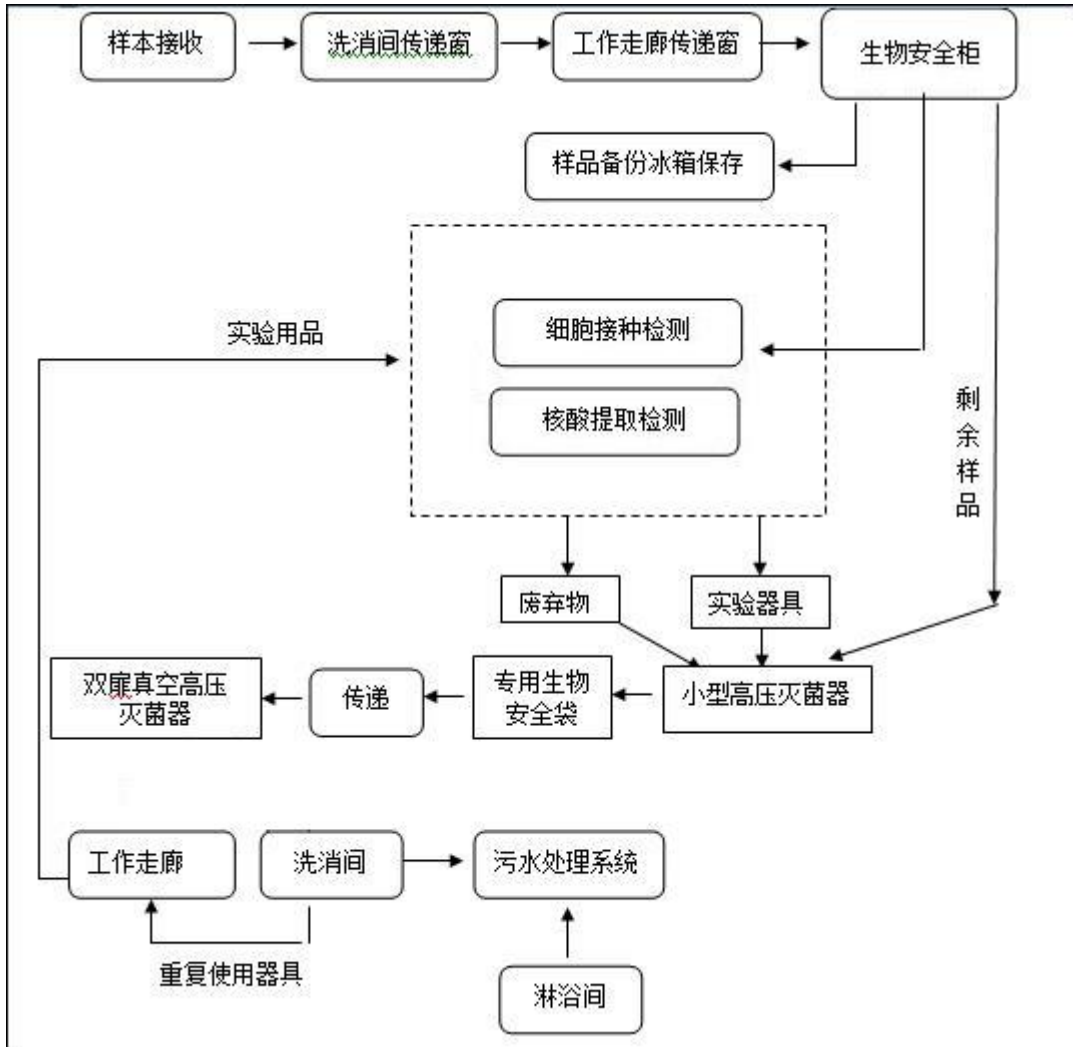 样本接收
洗消间传递窗
工作走廊传递窗
生物安全柜
样品备份冰箱保存
实验用品
细胞接种检测
核酸提取检测
剩余样品
废弃物
实验器具
双扉真空高压
灭菌器
传递
专用生物
安全袋
小型高压灭菌器
工作走廊
洗消间
污水处理系统
重复使用器具
淋浴间